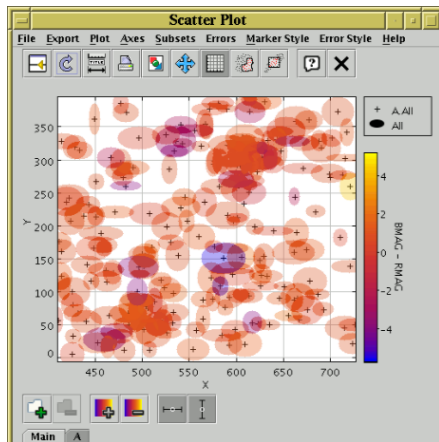 Scatter Plot
File Export Plot Axes Subsets Errors Marker Style Error Style Help
A.All
All
350
300
250
200
150
100
50
0
Y
450 500 550 600 650 700
X
4
2
0
-2
-4
BMAG - RMAG
Main A